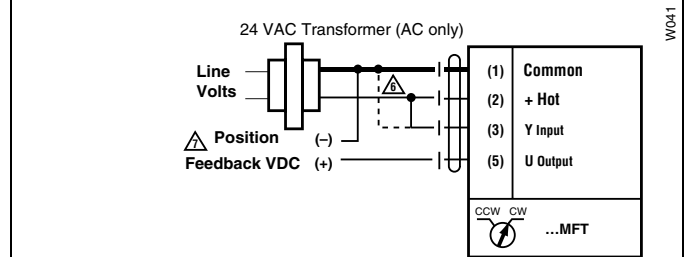 24 VAC Transformer (AC only)
W041
Line
Volts
(1) Common
6
(2) + Hot
(3) Y Input
7 Position (–)
Feedback VDC (+)
(5) U Output
CCW CW
...MFT